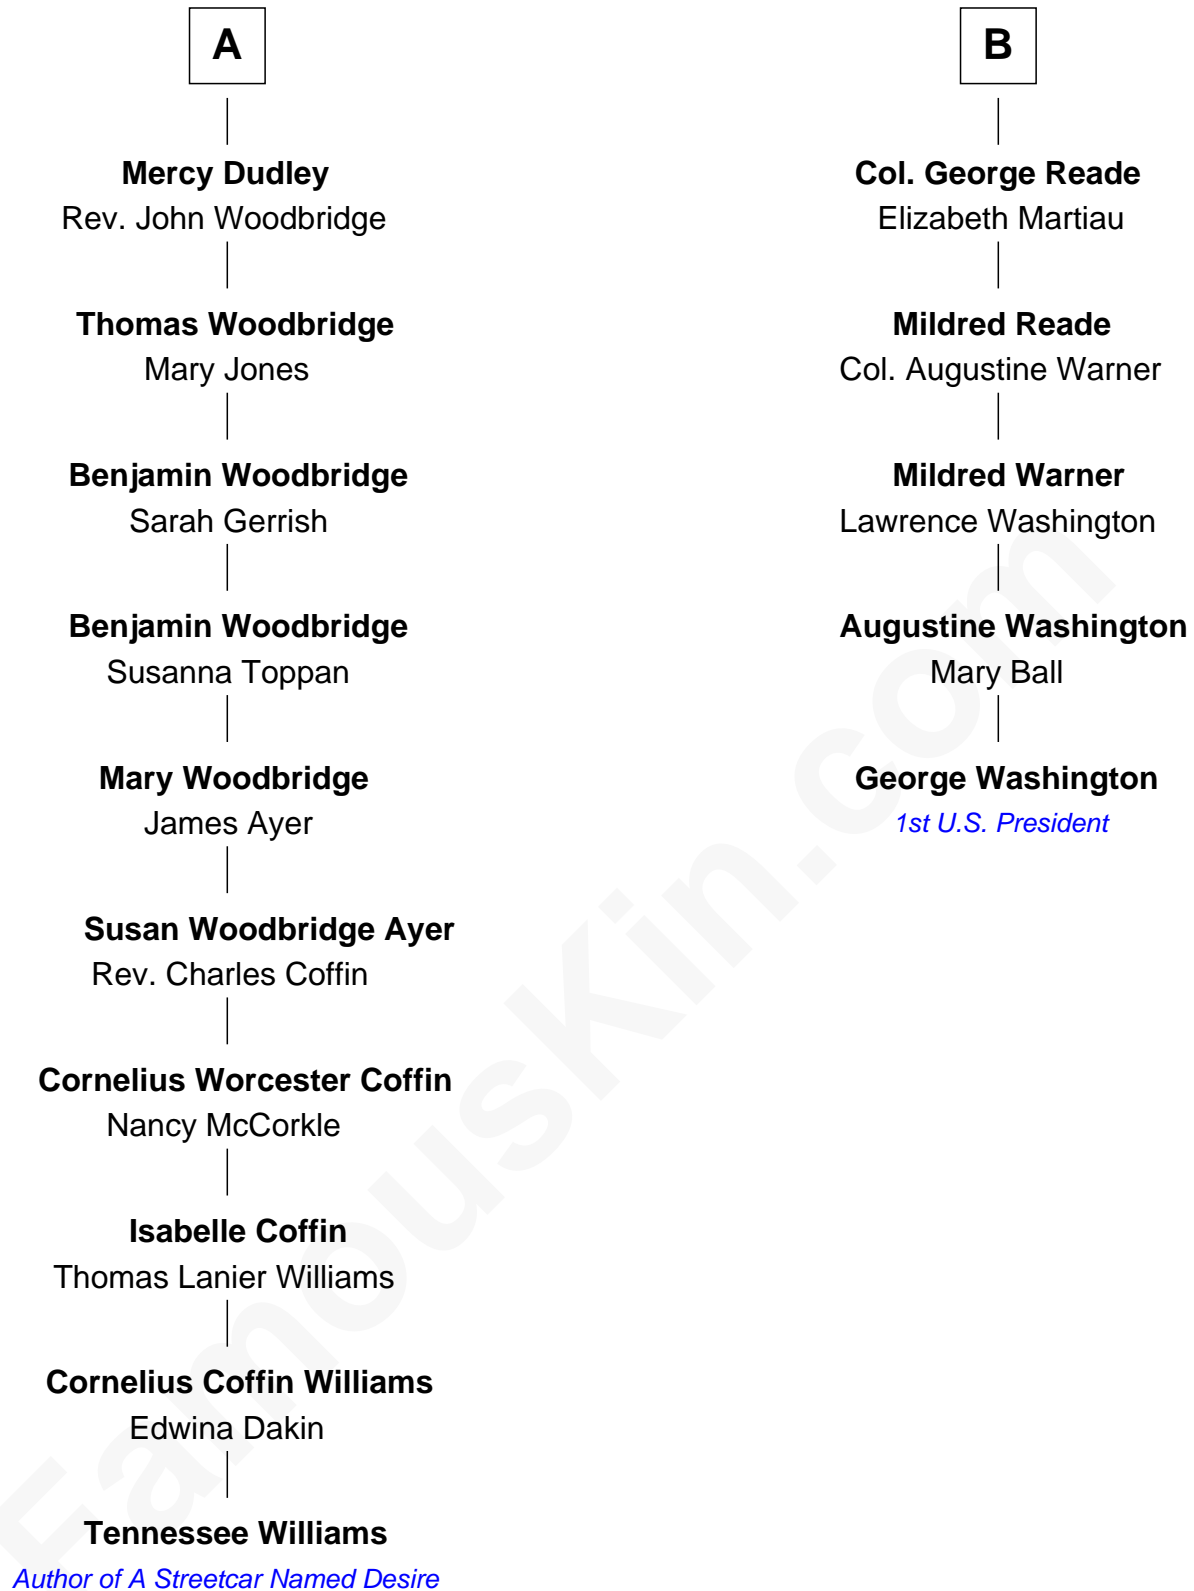 A
Mercy Dudley
Rev. John Woodbridge
Thomas Woodbridge
Mary Jones
Benjamin Woodbridge
Sarah Gerrish
Benjamin Woodbridge
Susanna Toppan
Mary Woodbridge
James Ayer
Susan Woodbridge Ayer
Rev. Charles Coffin
Cornelius Worcester Coffin
Nancy McCorkle
Isabelle Coffin
Thomas Lanier Williams
Cornelius Coffin Williams
Edwina Dakin
Tennessee Williams
Author of A Streetcar Named Desire
B
Col. George Reade
Elizabeth Martiau
Mildred Reade
Col. Augustine Warner
Mildred Warner
Lawrence Washington
Augustine Washington
Mary Ball
George Washington
1st U.S. President
FamousKin.com